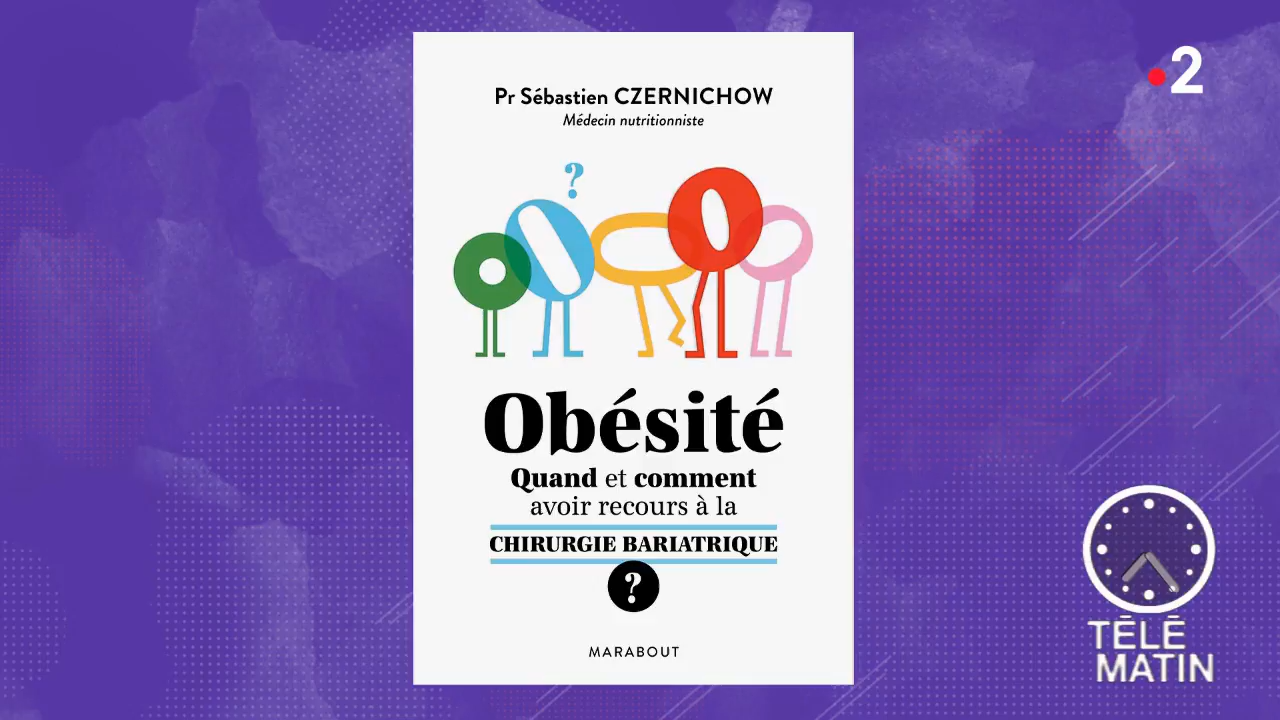 Pr Sébastien CZERNICHOW
Médecin nutritionniste
?
Obésité
Quand et comment
avoir recours à la
CHIRURGIE BARIATRIQUE
?
MARABOUT
2
TÉLÉ
MATIN